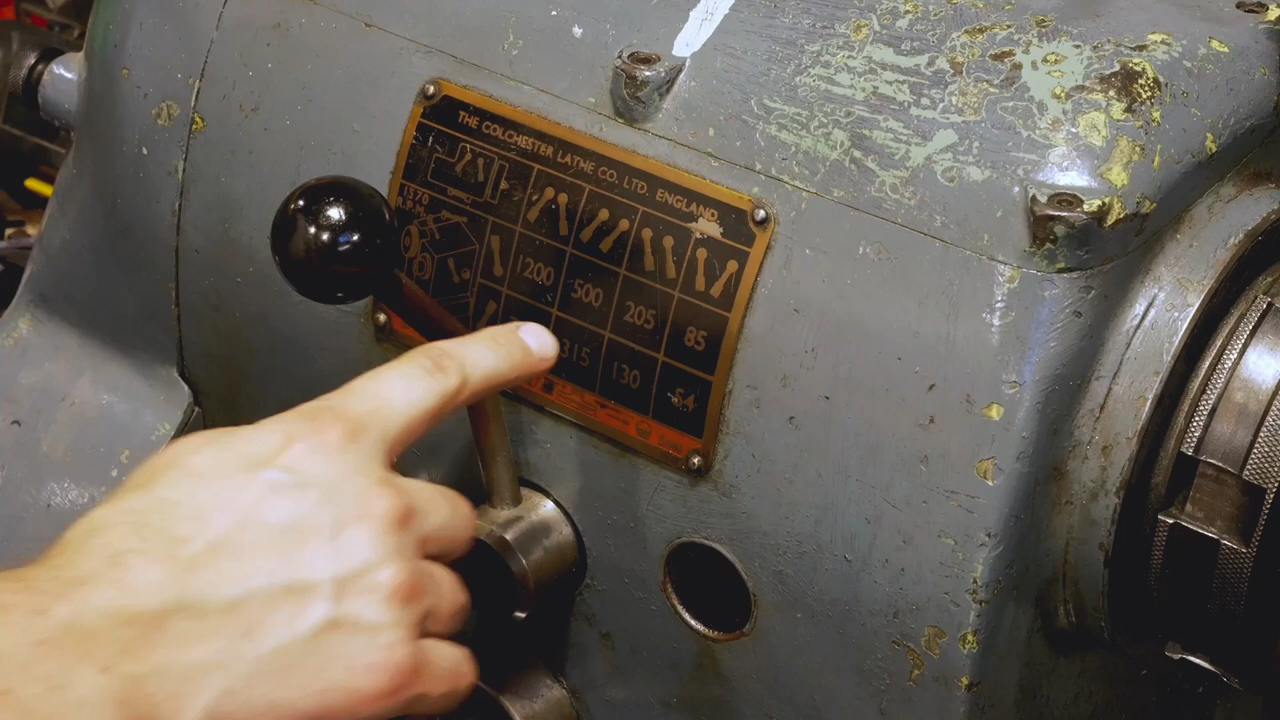 THE COLCHESTER LATHE CO. LTD. ENGLAND
1570
R.P.M.
1200 500 205 85
315 130 54